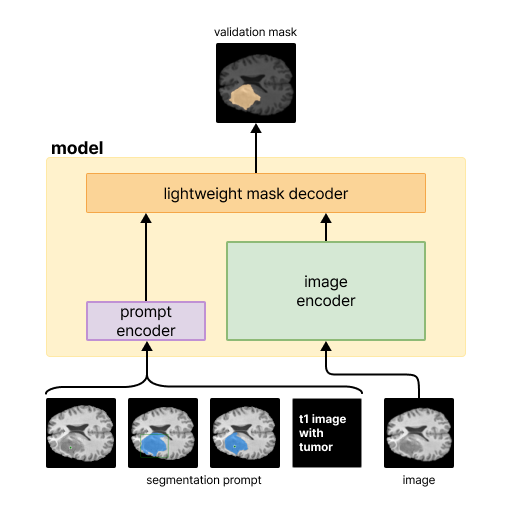 validation mask
model
lightweight mask decoder
prompt
encoder
image
encoder
t1 image
with
tumor
segmentation prompt
image